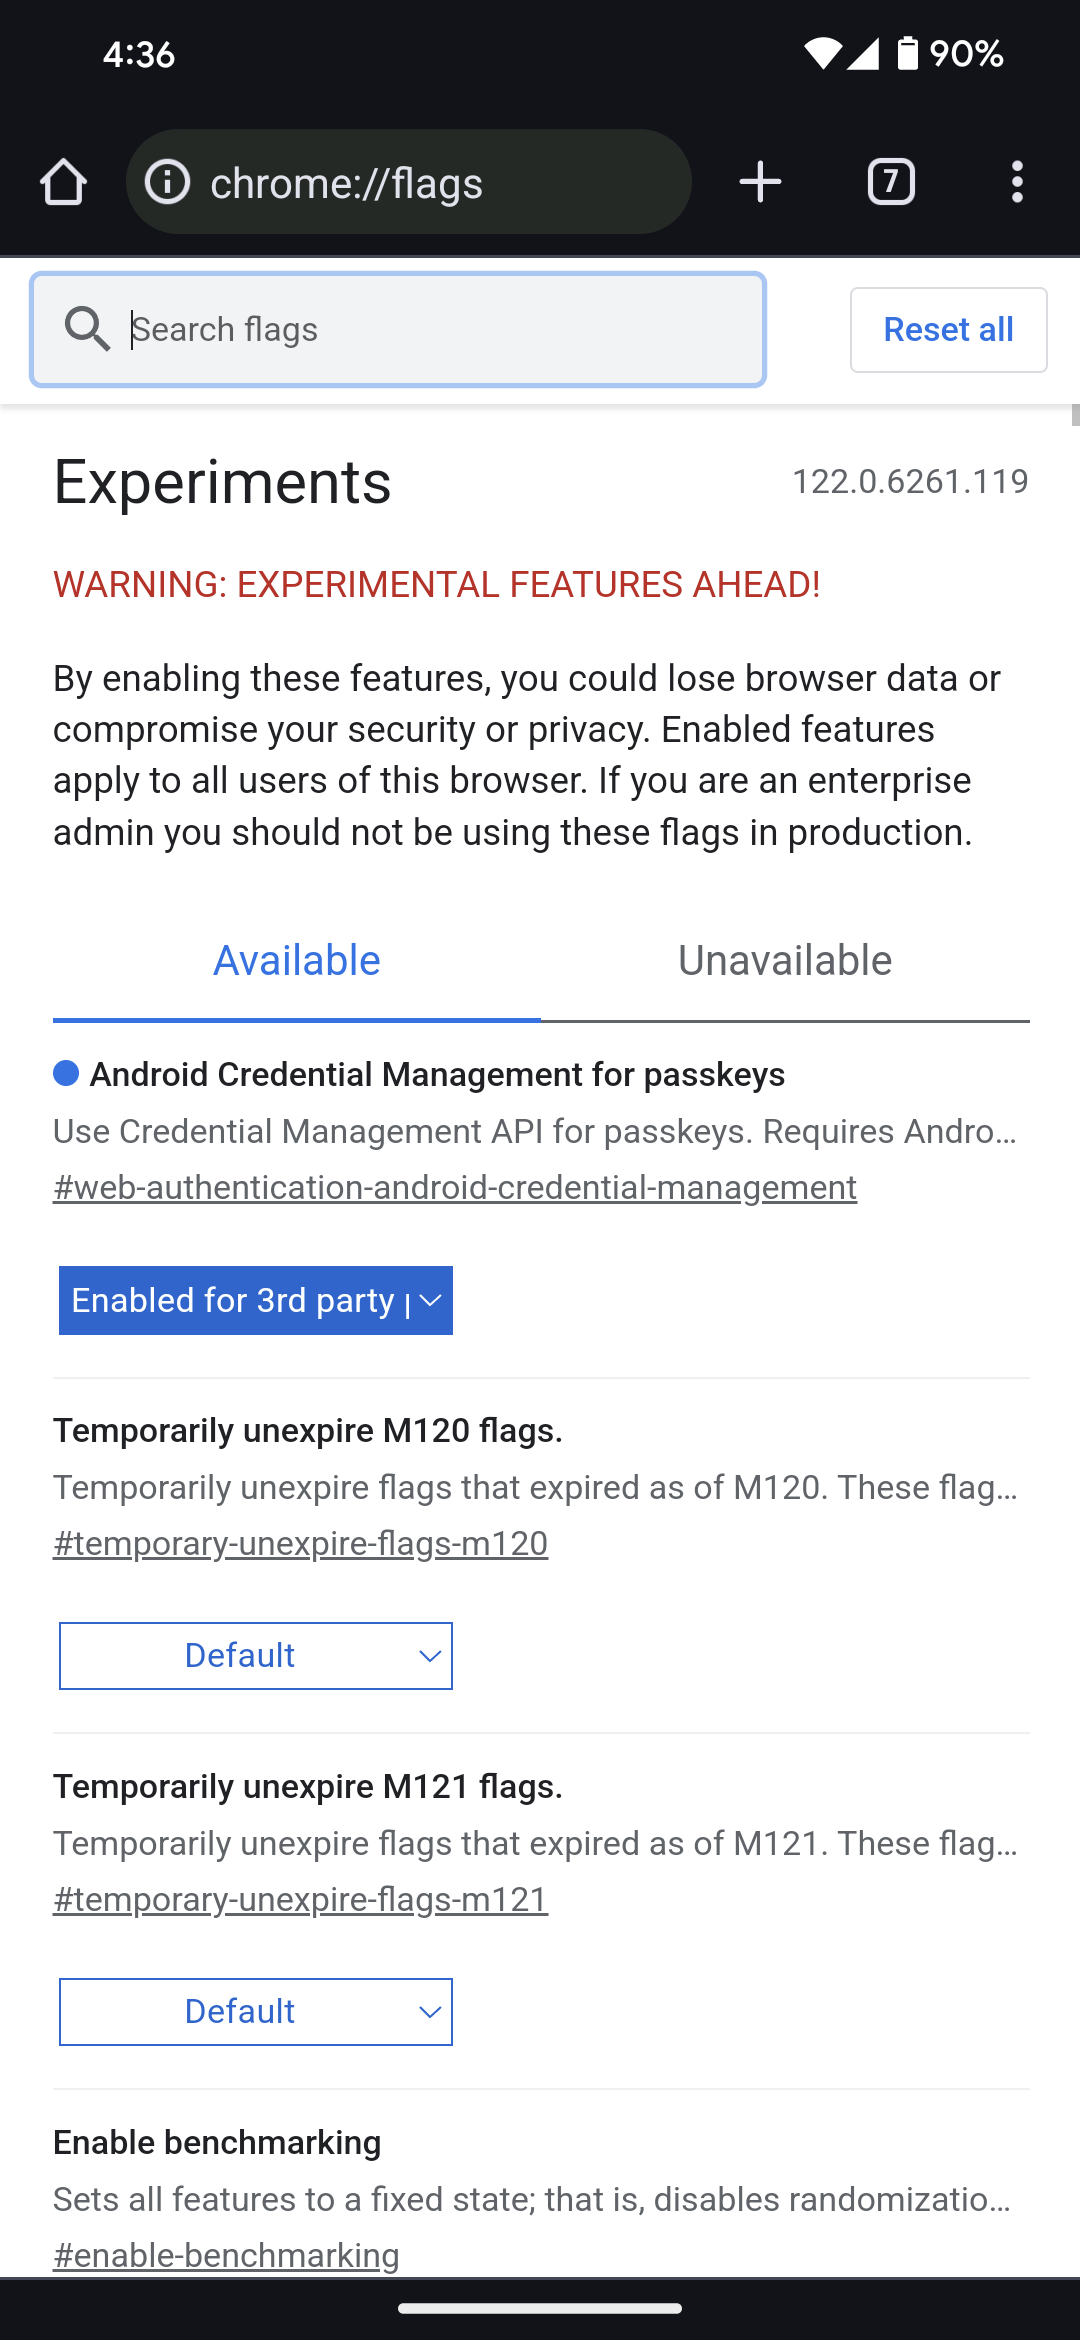 4:36
90%
chrome://flags
7
Search flags
Reset all
Experiments
122.0.6261.119
WARNING: EXPERIMENTAL FEATURES AHEAD!
By enabling these features, you could lose browser data or
compromise your security or privacy. Enabled features
apply to all users of this browser. If you are an enterprise
admin you should not be using these flags in production.
Available
Unavailable
Android Credential Management for passkeys
Use Credential Management API for passkeys. Requires Andro...
#web-authentication-android-credential-management
Enabled for 3rd party
Temporarily unexpire M120 flags.
Temporarily unexpire flags that expired as of M120. These flag...
#temporary-unexpire-flags-m120
Default
Temporarily unexpire M121 flags.
Temporarily unexpire flags that expired as of M121. These flag...
#temporary-unexpire-flags-m121
Default
Enable benchmarking
Sets all features to a fixed state; that is, disables randomizatio...
#enable-benchmarking